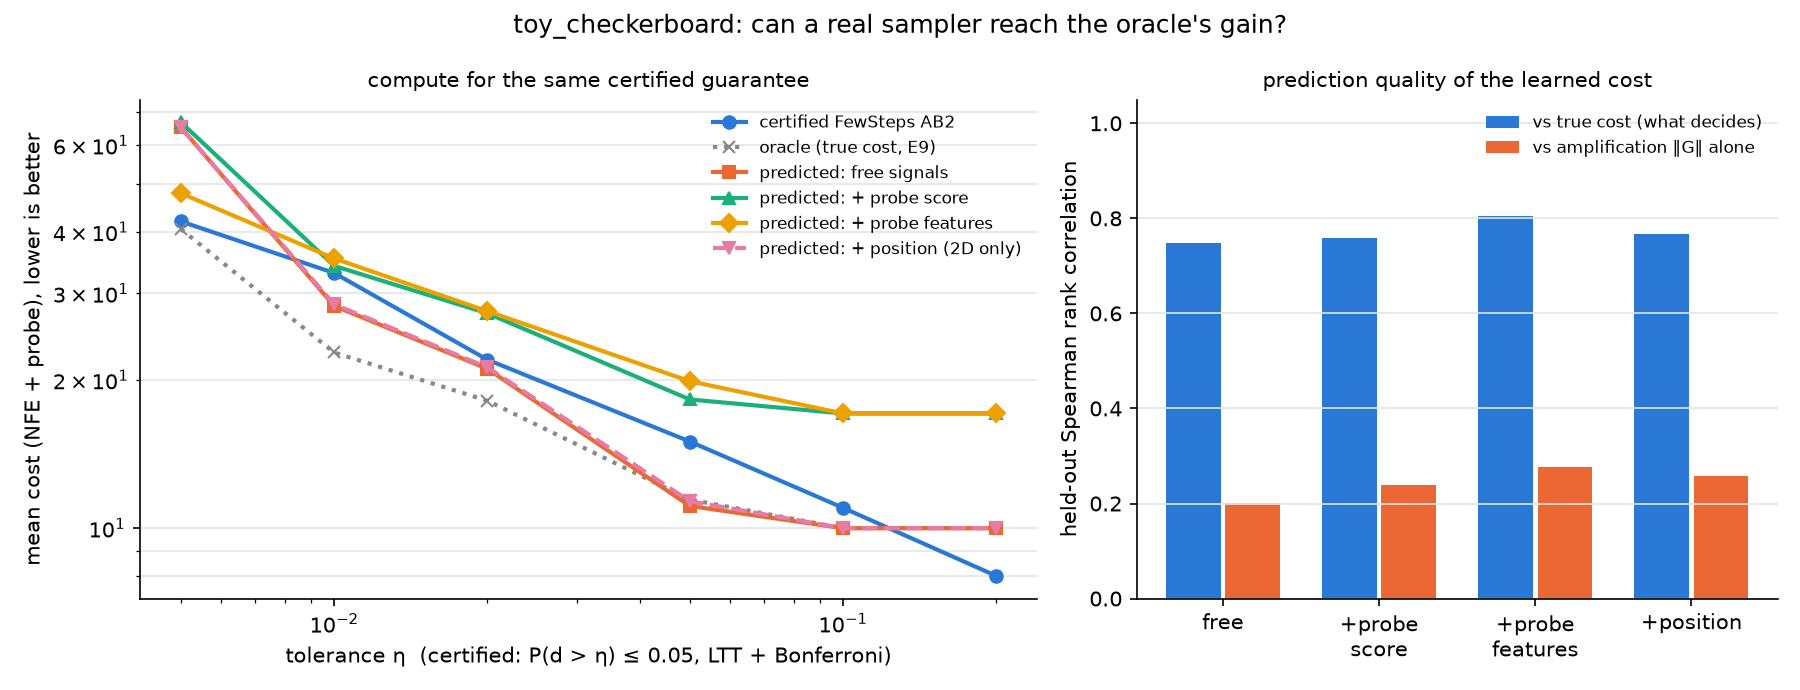 toy_checkerboard: can a real sampler reach the oracle's gain?
compute for the same certified guarantee
mean cost (NFE + probe), lower is better
6 × 10¹
4 × 10¹
3 × 10¹
2 × 10¹
10¹
certified FewSteps AB2
oracle (true cost, E9)
predicted: free signals
predicted: + probe score
predicted: + probe features
predicted: + position (2D only)
10⁻²
10⁻¹
tolerance η (certified: P(d > η) ≤ 0.05, LTT + Bonferroni)
prediction quality of the learned cost
held-out Spearman rank correlation
1.0
0.8
0.6
0.4
0.2
0.0
vs true cost (what decides)
vs amplification ‖G‖ alone
free
+probe
score
+probe
features
+position